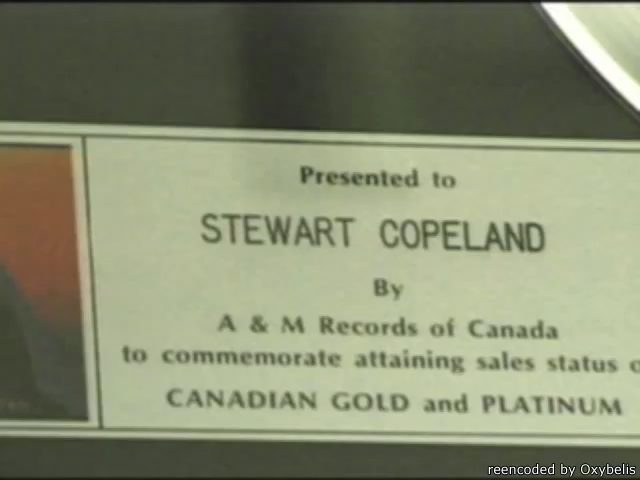 Presented to
STEWART COPELAND
By
A & M Records of Canada
to commemorate attaining sales status
CANADIAN GOLD and PLATINUM
reencoded by Oxybelis